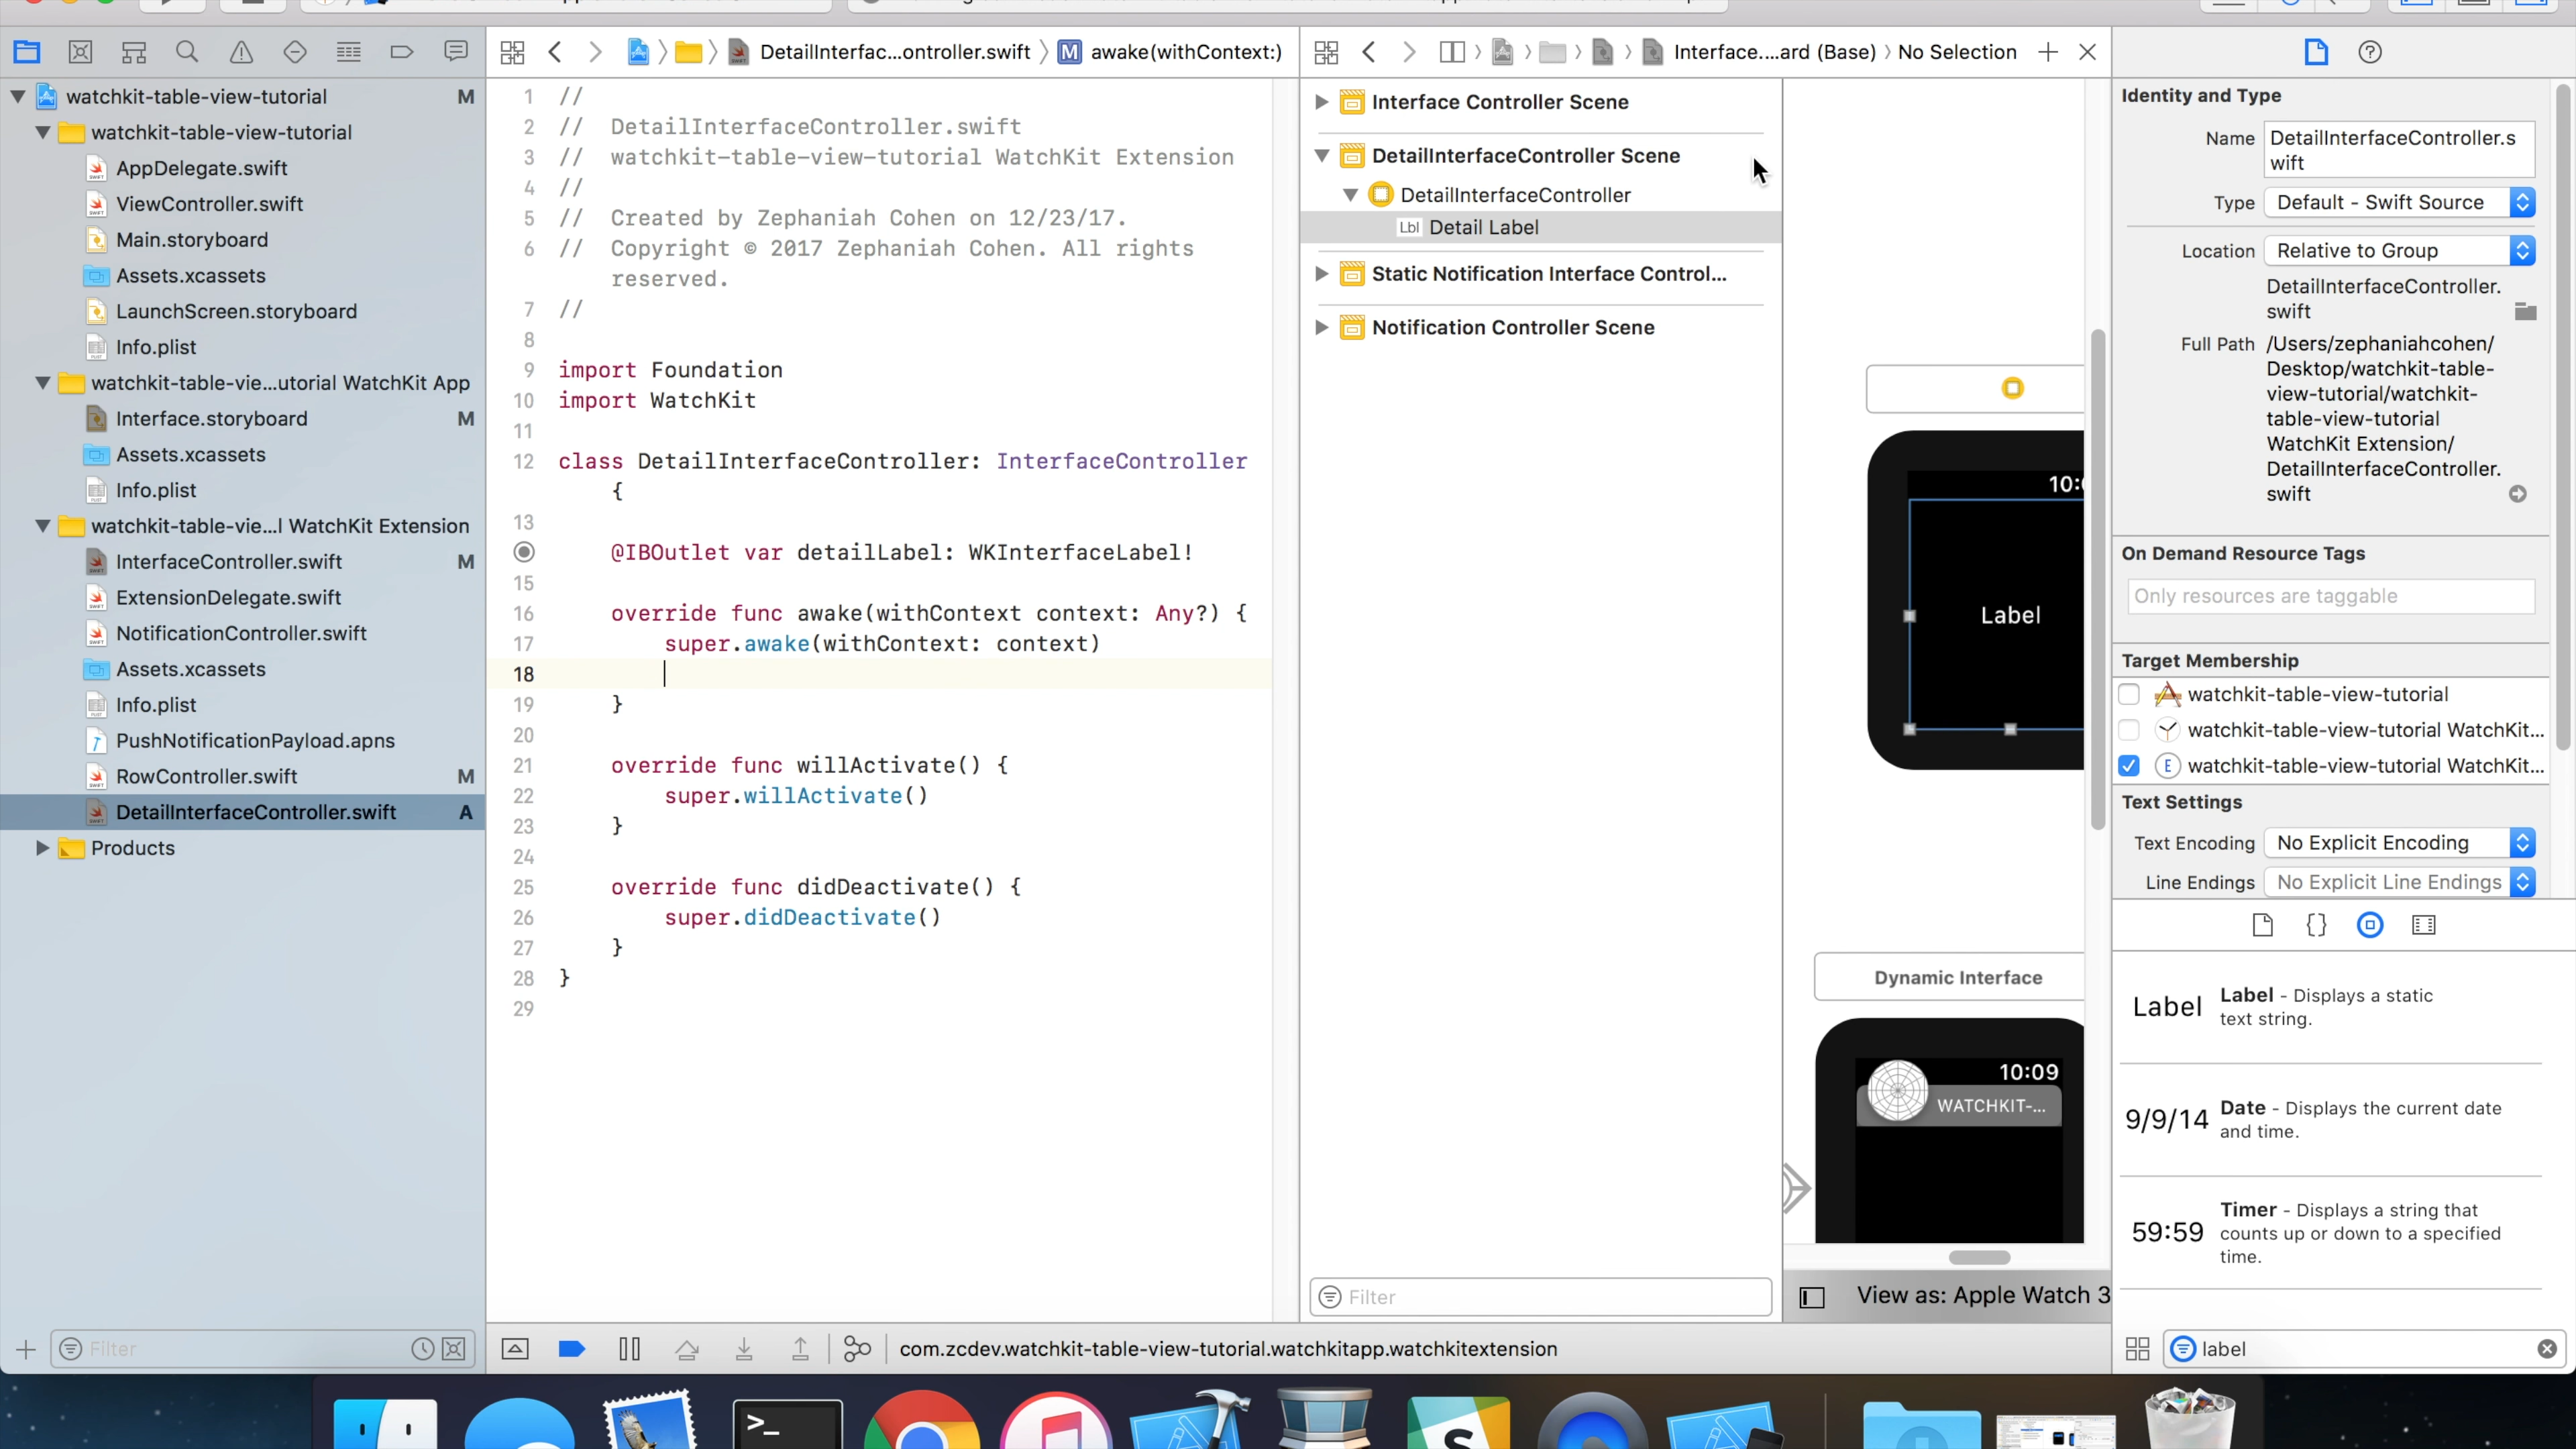 DetailInterfac...ontroller.swift
awake(withContext:)
Interface....ard (Base)
No Selection
watchkit-table-view-tutorial M
watchkit-table-view-tutorial
AppDelegate.swift
ViewController.swift
Main.storyboard
Assets.xcassets
LaunchScreen.storyboard
Info.plist
watchkit-table-vie...utorial WatchKit App
Interface.storyboard M
Assets.xcassets
Info.plist
watchkit-table-vie...l WatchKit Extension
InterfaceController.swift M
ExtensionDelegate.swift
NotificationController.swift
Assets.xcassets
Info.plist
PushNotificationPayload.apns
RowController.swift M
DetailInterfaceController.swift A
Products
Filter
1 //
2 // DetailInterfaceController.swift
3 // watchkit-table-view-tutorial WatchKit Extension
4 //
5 // Created by Zephaniah Cohen on 12/23/17.
6 // Copyright © 2017 Zephaniah Cohen. All rights
reserved.
7 //
8
9 import Foundation
10 import WatchKit
11
12 class DetailInterfaceController: InterfaceController
{
13
@IBOutlet var detailLabel: WKInterfaceLabel!
15
16 override func awake(withContext context: Any?) {
17 super.awake(withContext: context)
18
19 }
20
21 override func willActivate() {
22 super.willActivate()
23 }
24
25 override func didDeactivate() {
26 super.didDeactivate()
27 }
28 }
29
com.zcdev.watchkit-table-view-tutorial.watchkitapp.watchkitextension
Interface Controller Scene
DetailInterfaceController Scene
DetailInterfaceController
Lbl Detail Label
Static Notification Interface Control...
Notification Controller Scene
Filter
Label
Dynamic Interface
10:09
WATCHKIT-...
View as: Apple Watch 3
Identity and Type
Name DetailInterfaceController.s
wift
Type Default - Swift Source
Location Relative to Group
DetailInterfaceController.
swift
Full Path /Users/zephaniahcohen/
Desktop/watchkit-table-
view-tutorial/watchkit-
table-view-tutorial
WatchKit Extension/
DetailInterfaceController.
swift
On Demand Resource Tags
Only resources are taggable
Target Membership
watchkit-table-view-tutorial
watchkit-table-view-tutorial WatchKit...
E watchkit-table-view-tutorial WatchKit...
Text Settings
Text Encoding No Explicit Encoding
Line Endings No Explicit Line Endings
{}
Label Label - Displays a static
text string.
9/9/14 Date - Displays the current date
and time.
59:59 Timer - Displays a string that
counts up or down to a specified
time.
label
>_